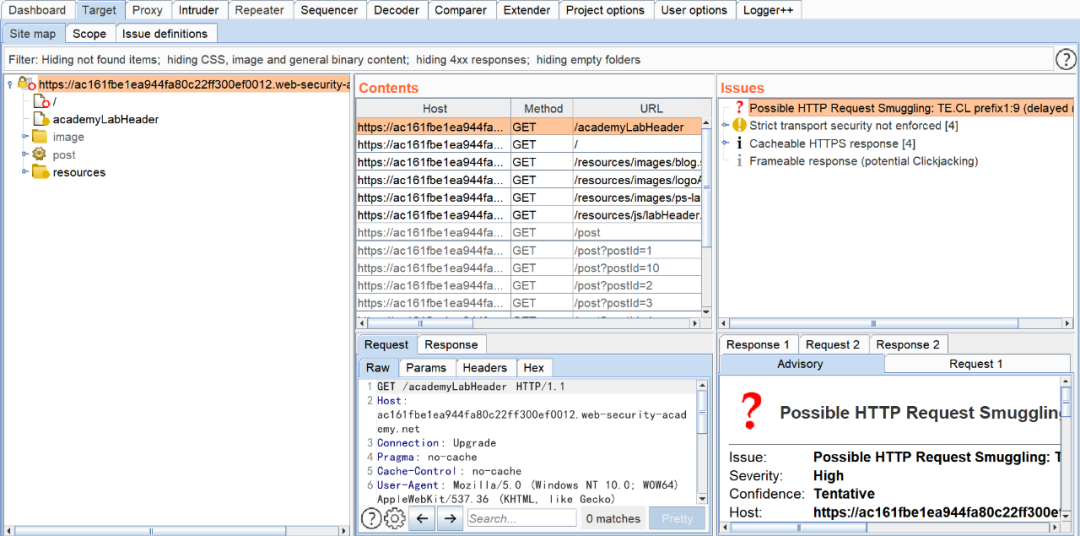 Dashboard Target Proxy Intruder Repeater Sequencer Decoder Comparer Extender Project options User options Logger++
Site map Scope Issue definitions
Filter: Hiding not found items; hiding CSS, image and general binary content; hiding 4xx responses; hiding empty folders ?
https://ac161fbe1ea944fa80c22ff300ef0012.web-security-a
/
academyLabHeader
image
post
resources
Contents
Host Method URL
https://ac161fbe1ea944fa... GET /academyLabHeader
https://ac161fbe1ea944fa... GET /
https://ac161fbe1ea944fa... GET /resources/images/blog.s
https://ac161fbe1ea944fa... GET /resources/images/logoA
https://ac161fbe1ea944fa... GET /resources/images/ps-la
https://ac161fbe1ea944fa... GET /resources/js/labHeader.
https://ac161fbe1ea944fa... GET /post
https://ac161fbe1ea944fa... GET /post?postId=1
https://ac161fbe1ea944fa... GET /post?postId=10
https://ac161fbe1ea944fa... GET /post?postId=2
https://ac161fbe1ea944fa... GET /post?postId=3
Request Response
Raw Params Headers Hex
1 GET /academyLabHeader HTTP/1.1
2 Host:
ac161fbe1ea944fa80c22ff300ef0012.web-security-acad
emy.net
3 Connection: Upgrade
4 Pragma: no-cache
5 Cache-Control: no-cache
6 User-Agent: Mozilla/5.0 (Windows NT 10.0; WOW64)
AppleWebKit/537.36 (KHTML, like Gecko)
? Search... 0 matches Pretty
Issues
? Possible HTTP Request Smuggling: TE.CL prefix1:9 (delayed r
! Strict transport security not enforced [4]
i Cacheable HTTPS response [4]
i Frameable response (potential Clickjacking)
Response 1 Request 2 Response 2
Advisory Request 1
? Possible HTTP Request Smuggling
Issue: Possible HTTP Request Smuggling: T
Severity: High
Confidence: Tentative
Host: https://ac161fbe1ea944fa80c22ff300e